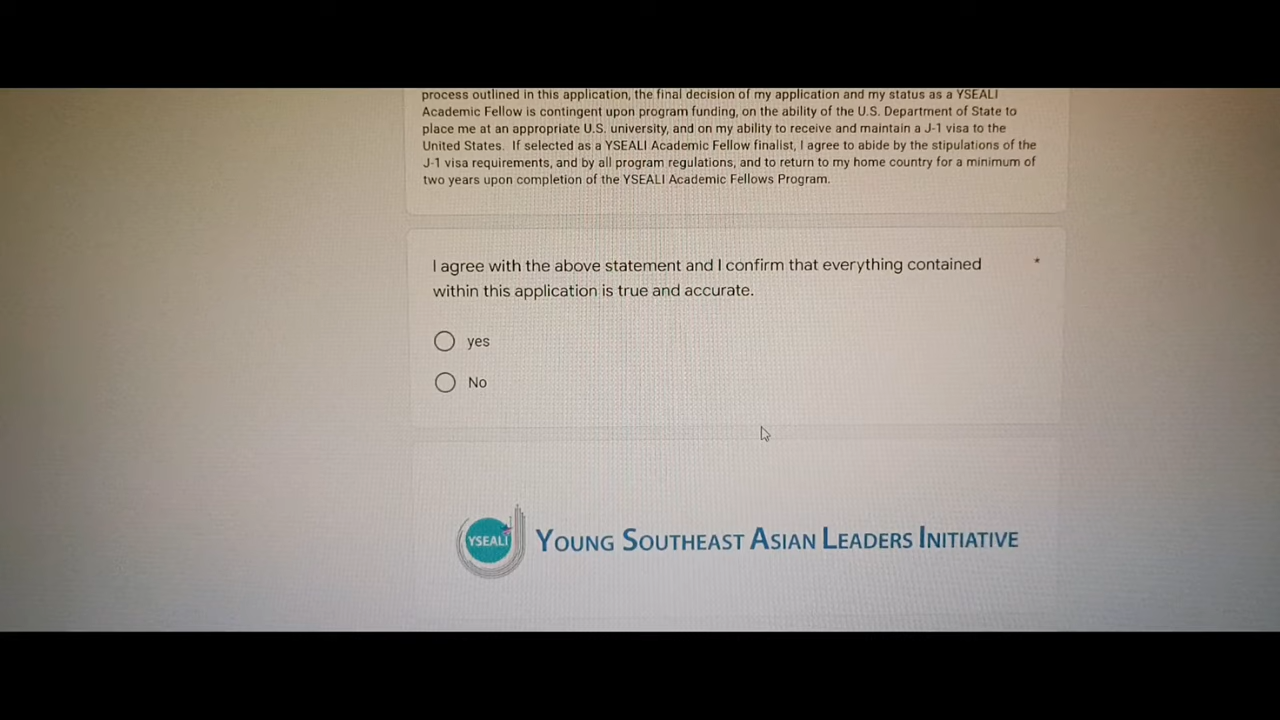 process outlined in this application, the final decision of my application and my status as a YSEALI
Academic Fellow is contingent upon program funding, on the ability of the U.S. Department of State to
place me at an appropriate U.S. university, and on my ability to receive and maintain a J-1 visa to the
United States. If selected as a YSEALI Academic Fellow finalist, I agree to abide by the stipulations of the
J-1 visa requirements, and by all program regulations, and to return to my home country for a minimum of
two years upon completion of the YSEALI Academic Fellows Program.
I agree with the above statement and I confirm that everything contained *
within this application is true and accurate.
yes
No
YSEALI YOUNG SOUTHEAST ASIAN LEADERS INITIATIVE